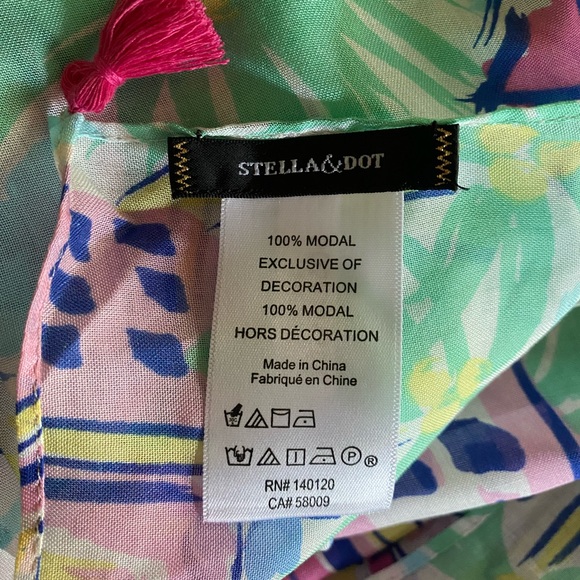 STELLA&DOT
100% MODAL
EXCLUSIVE OF
DECORATION
100% MODAL
HORS DÉCORATION
Made in China
Fabriqué en Chine
P®
RN# 140120
CA# 58009